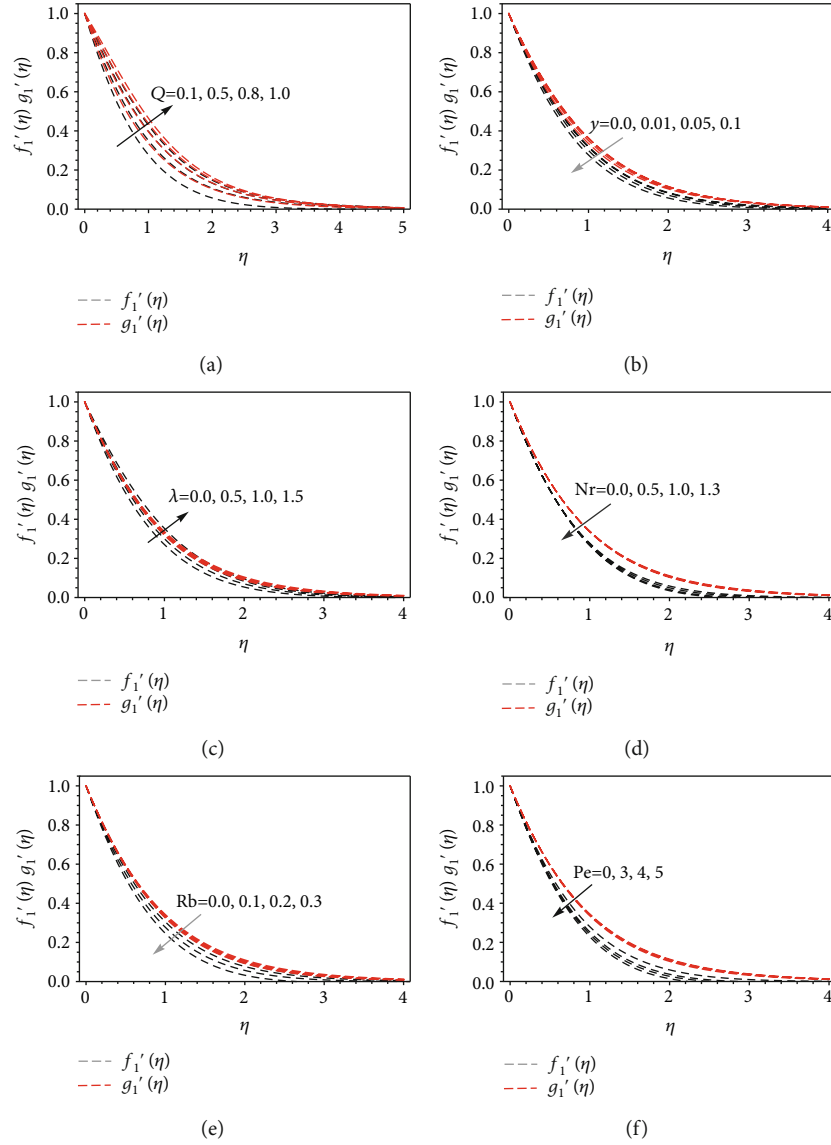 f₁′ (η) g₁′ (η)
1.0
0.8
0.6
0.4
0.2
0.0
Q=0.1, 0.5, 0.8, 1.0
0 1 2 3 4 5
η
f₁′ (η)
g₁′ (η)
(a)
f₁′ (η) g₁′ (η)
1.0
0.8
0.6
0.4
0.2
0.0
y=0.0, 0.01, 0.05, 0.1
0 1 2 3 4
η
f₁′ (η)
g₁′ (η)
(b)
f₁′ (η) g₁′ (η)
1.0
0.8
0.6
0.4
0.2
0.0
λ=0.0, 0.5, 1.0, 1.5
0 1 2 3 4
η
f₁′ (η)
g₁′ (η)
(c)
f₁′ (η) g₁′ (η)
1.0
0.8
0.6
0.4
0.2
0.0
Nr=0.0, 0.5, 1.0, 1.3
0 1 2 3 4
η
f₁′ (η)
g₁′ (η)
(d)
f₁′ (η) g₁′ (η)
1.0
0.8
0.6
0.4
0.2
0.0
Rb=0.0, 0.1, 0.2, 0.3
0 1 2 3 4
η
f₁′ (η)
g₁′ (η)
(e)
f₁′ (η) g₁′ (η)
1.0
0.8
0.6
0.4
0.2
0.0
Pe=0, 3, 4, 5
0 1 2 3 4
η
f₁′ (η)
g₁′ (η)
(f)